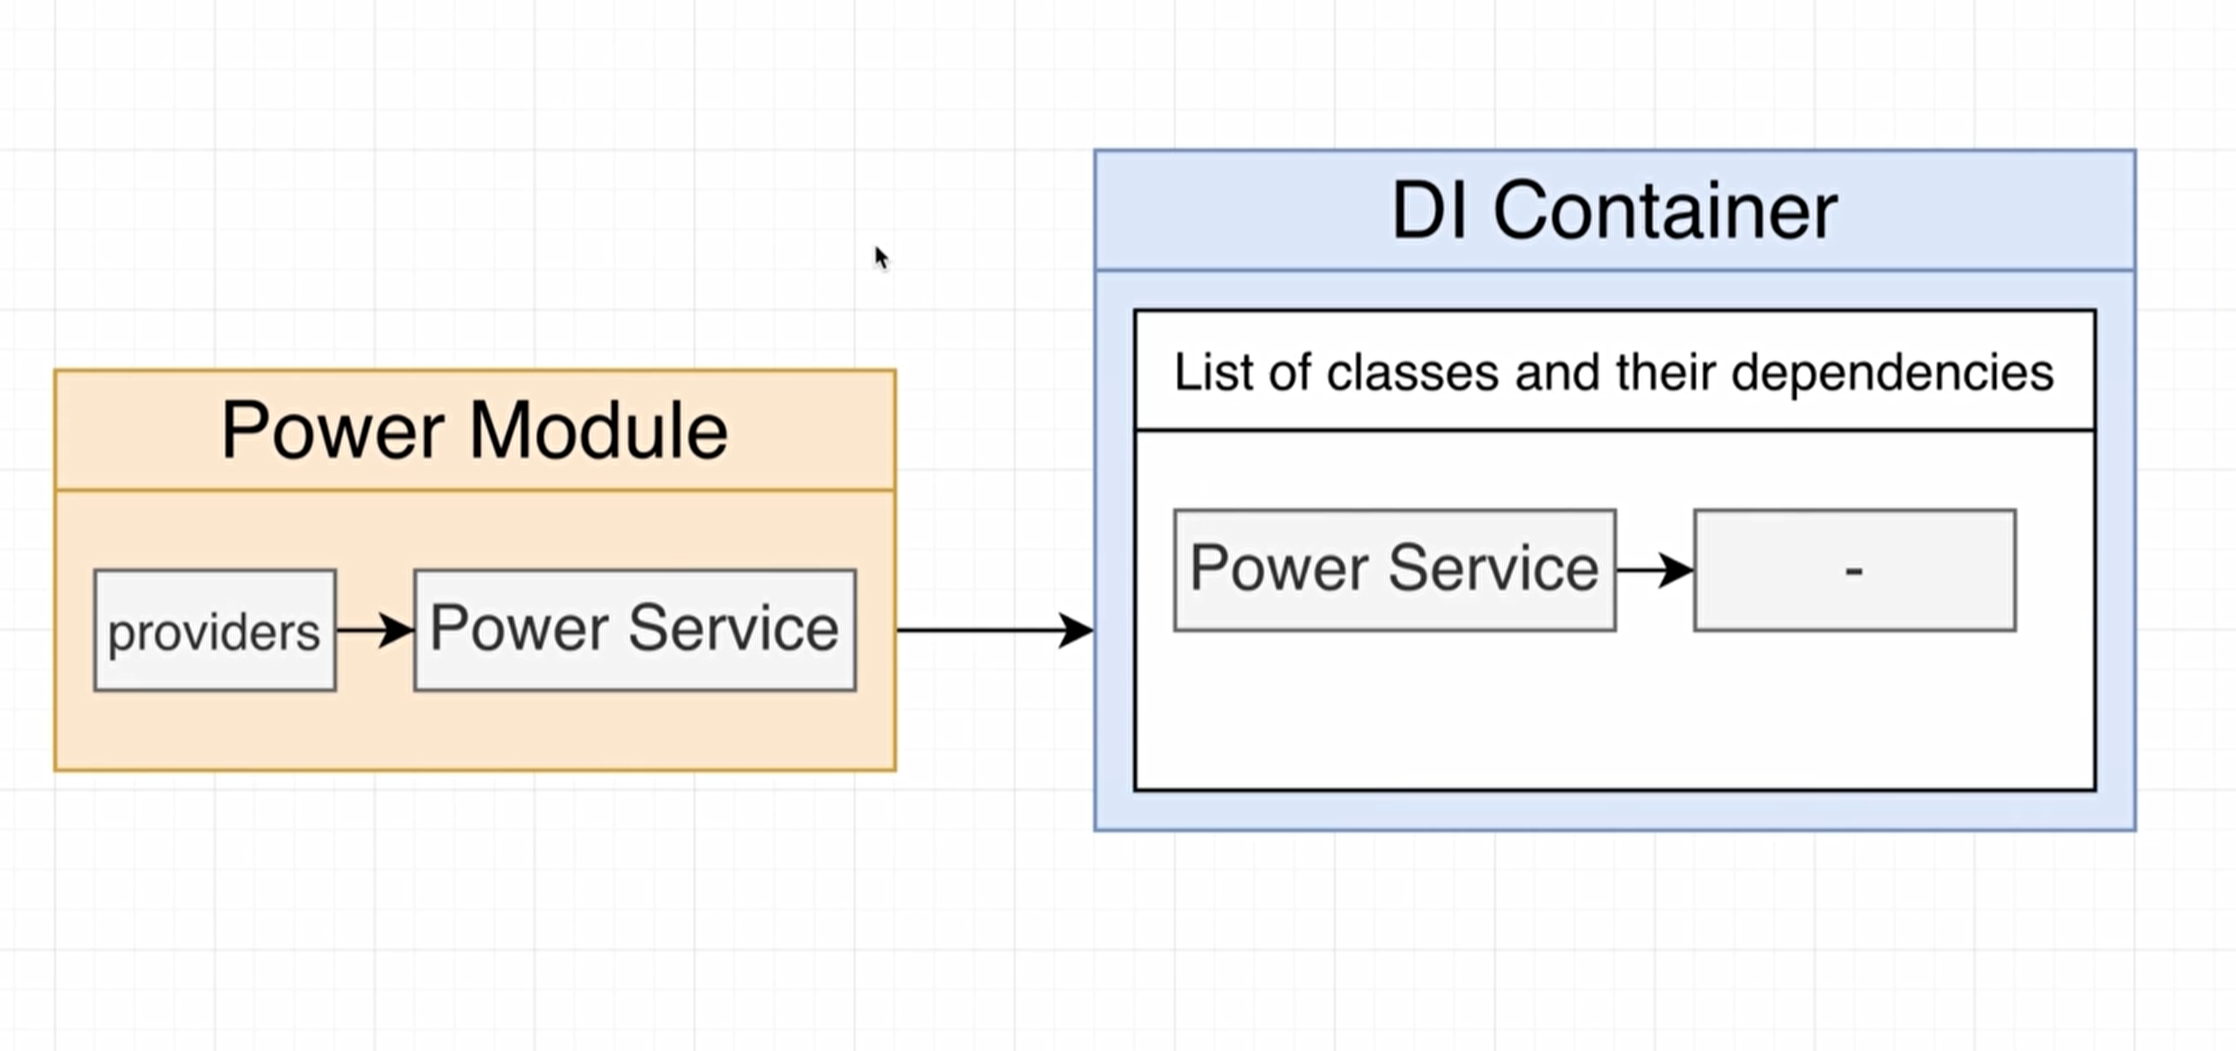 DI Container
List of classes and their dependencies
Power Module
Power Service
-
providers
Power Service